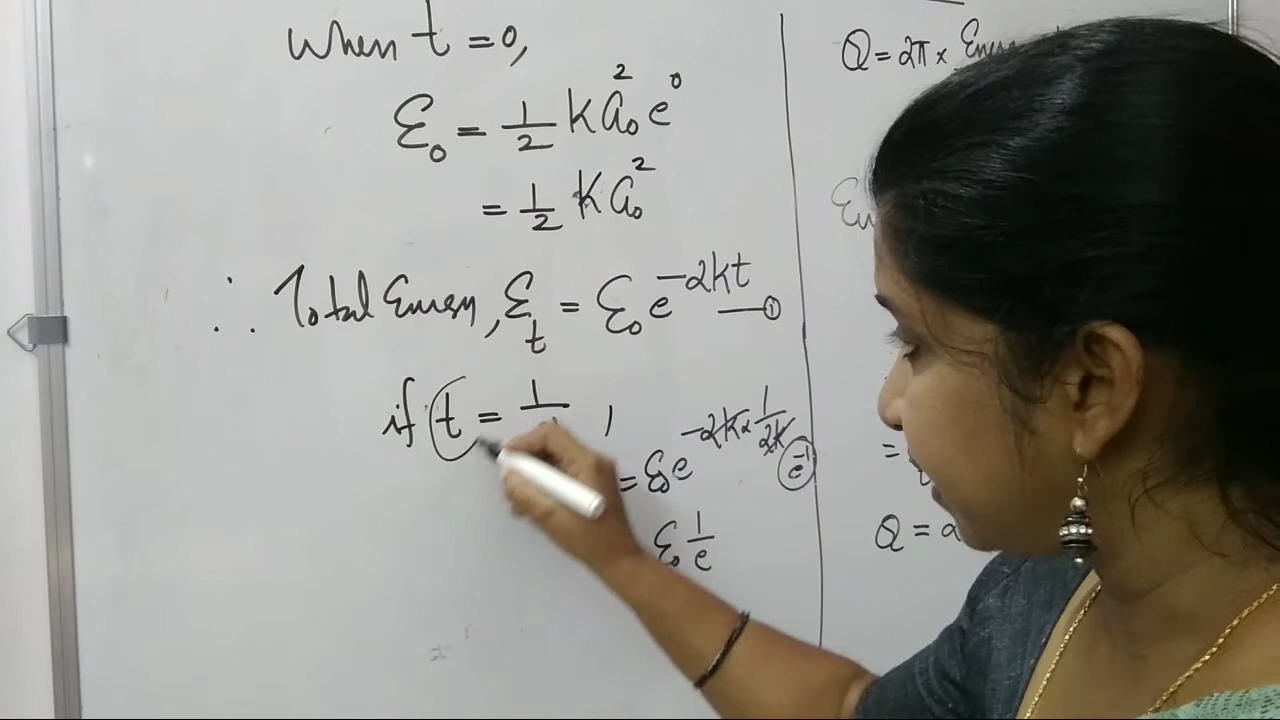 When t = 0,
ℰ₀ = 1/2 K a₀² e⁰
= 1/2 K a₀²
∴ Total Energy, ℰ_t = ℰ₀ e^(-2kt) —①
if t = 1
= ℰ₀ e^(-2k × 1/2k)
e⁻¹
ℰ₀ 1/e
Q = 2π ×
=
Q =